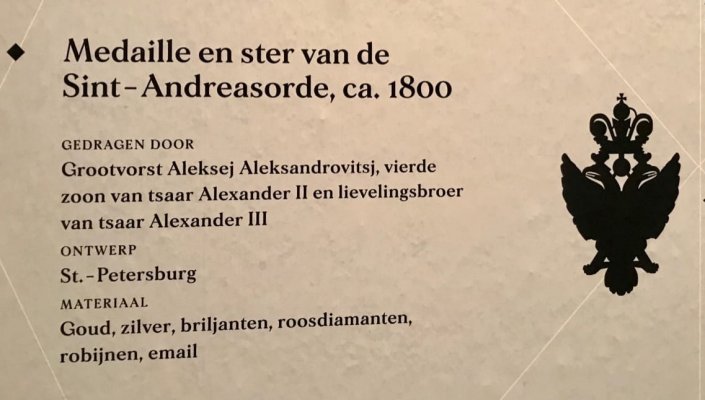 Medaille en ster van de
Sint-Andreasorde, ca. 1800
GEDRAGEN DOOR
Grootvorst Aleksej Aleksandrovitsj, vierde
zoon van tsaar Alexander II en lievelingsbroer
van tsaar Alexander III
ONTWERP
St.-Petersburg
MATERIAAL
Goud, zilver, briljanten, roosdiamanten,
robijnen, email